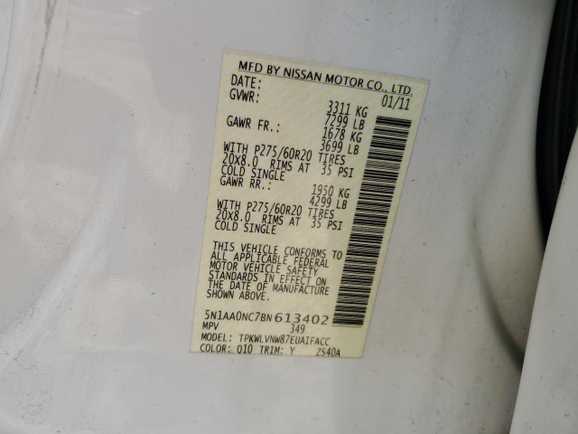 MFD BY NISSAN MOTOR CO., LTD.
DATE: 01/11
GVWR: 3311 KG
7299 LB
GAWR FR.: 1678 KG
3699 LB
WITH P275/60R20 TIRES
20X8.0 RIMS AT 35 PSI
COLD SINGLE
GAWR RR.: 1950 KG
4299 LB
WITH P275/60R20 TIRES
20X8.0 RIMS AT 35 PSI
COLD SINGLE
THIS VEHICLE CONFORMS TO
ALL APPLICABLE FEDERAL
MOTOR VEHICLE SAFETY
STANDARDS IN EFFECT ON
THE DATE OF MANUFACTURE
SHOWN ABOVE.
5N1AA0NC7BN613402
MPV 349
MODEL: TPKWLVNW87EUAIFACC
COLOR: Q10 TRIM: Y 2S40A